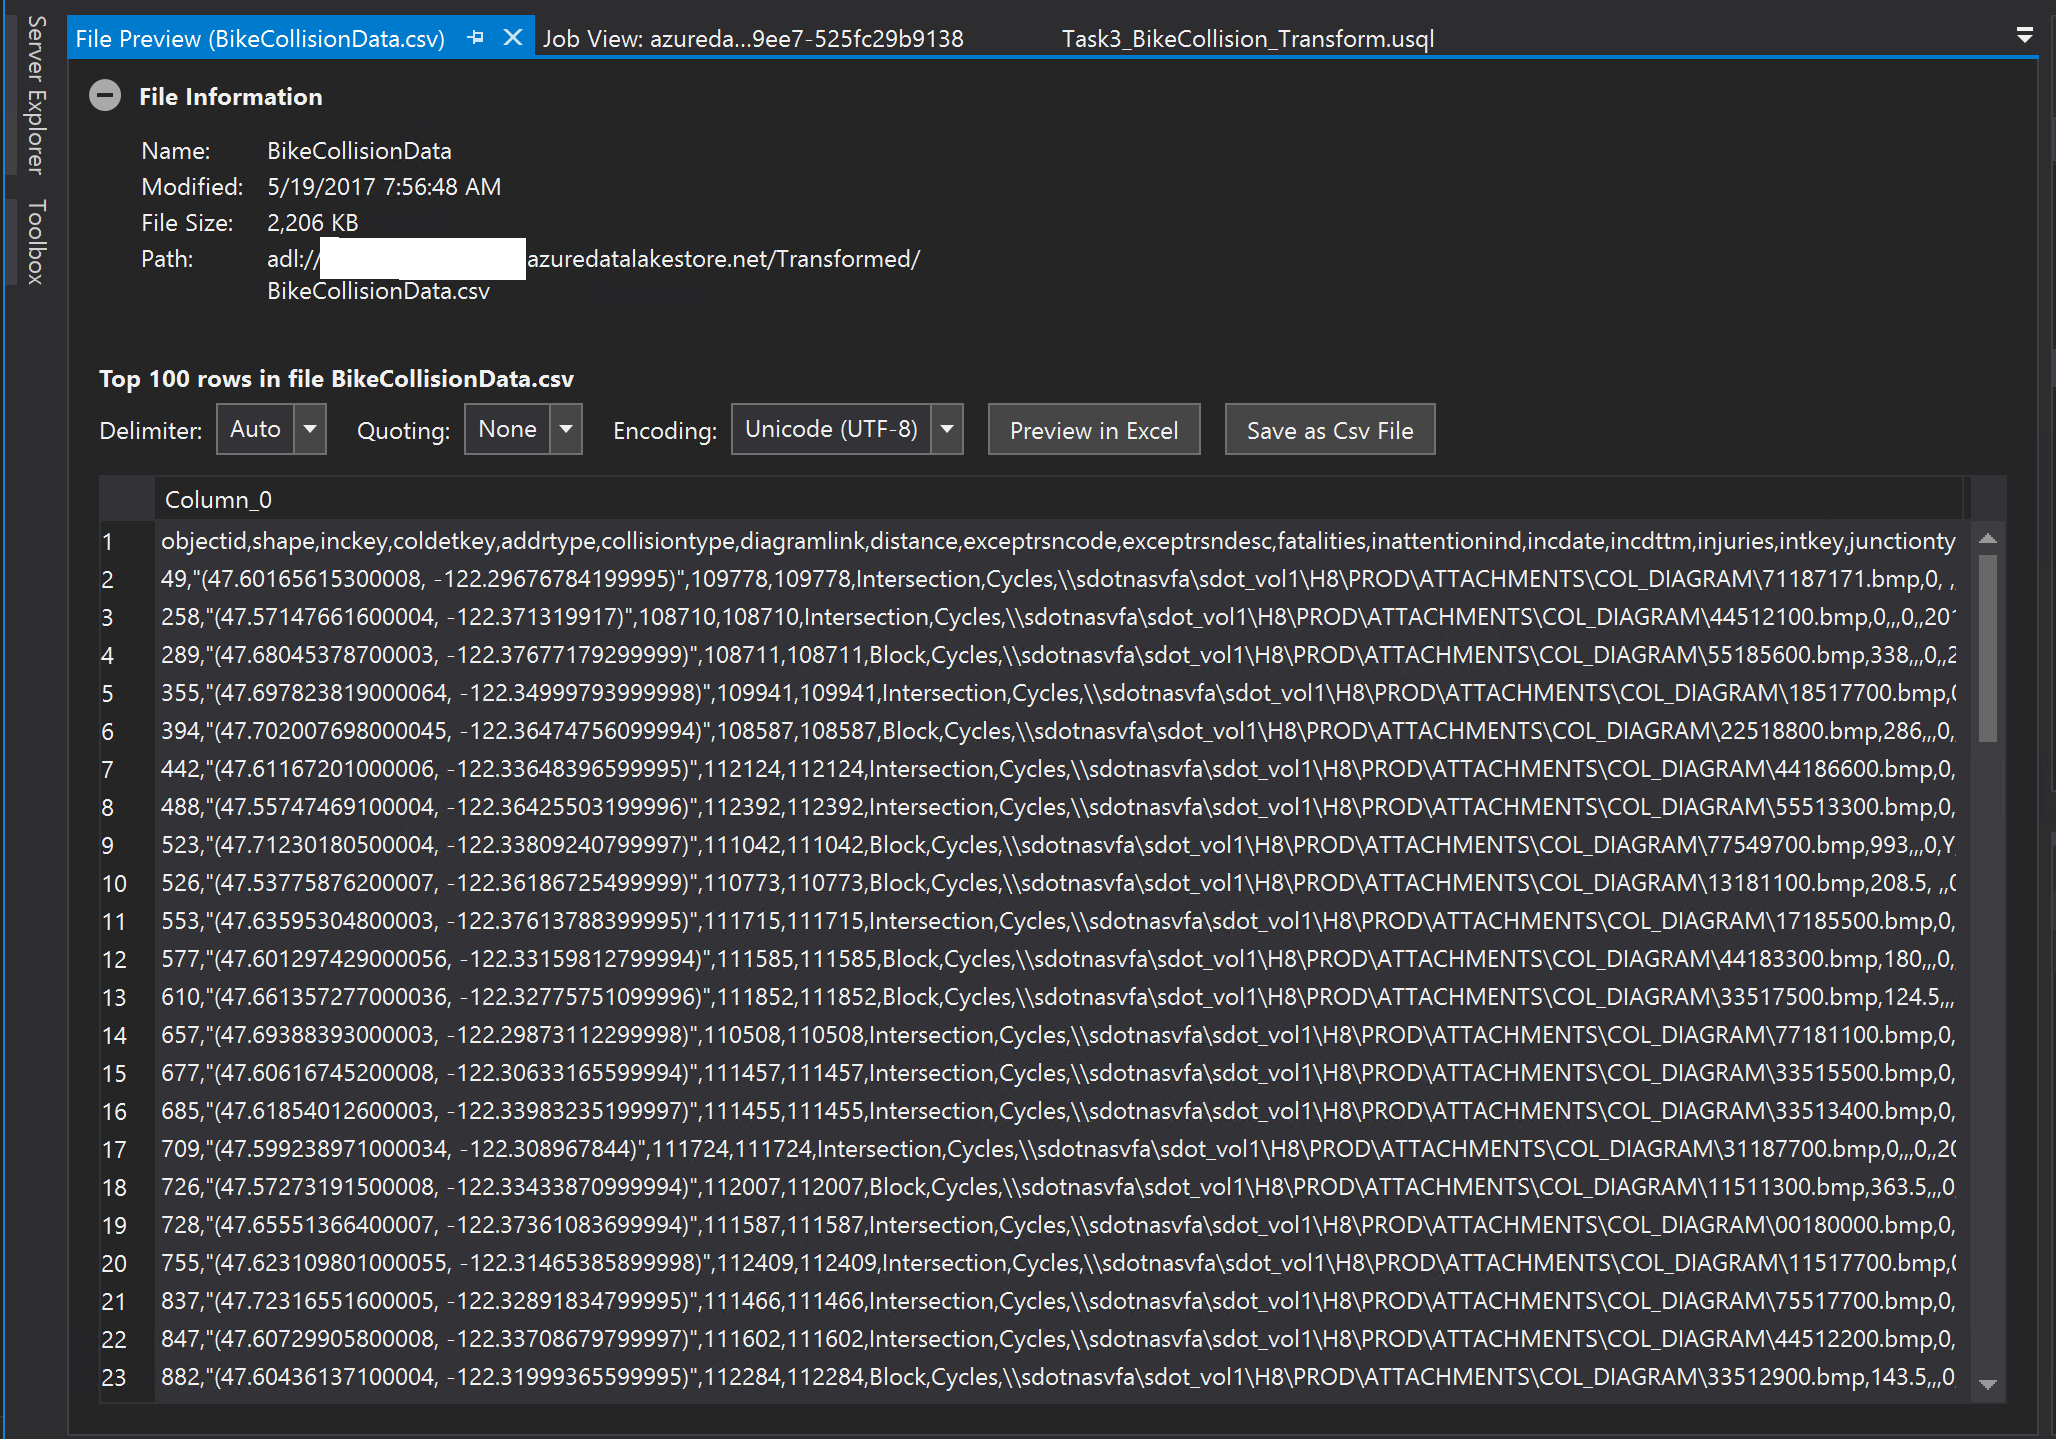 Server Explorer
Toolbox
File Preview (BikeCollisionData.csv)
Job View: azureda...9ee7-525fc29b9138
Task3_BikeCollision_Transform.usql
File Information
Name: BikeCollisionData
Modified: 5/19/2017 7:56:48 AM
File Size: 2,206 KB
Path: adl:// azuredatalakestore.net/Transformed/
BikeCollisionData.csv
Top 100 rows in file BikeCollisionData.csv
Delimiter: Auto Quoting: None Encoding: Unicode (UTF-8) Preview in Excel Save as Csv File
Column_0
1 objectid,shape,inckey,coldetkey,addrtype,collisiontype,diagramlink,distance,exceptrsncode,exceptrsndesc,fatalities,inattentionind,incdate,incdttm,injuries,intkey,junctionty
2 49,"(47.60165615300008, -122.29676784199995)",109778,109778,Intersection,Cycles,\\sdotnasvfa\sdot_vol1\H8\PROD\ATTACHMENTS\COL_DIAGRAM\71187171.bmp,0, ,
3 258,"(47.57147661600004, -122.371319917)",108710,108710,Intersection,Cycles,\\sdotnasvfa\sdot_vol1\H8\PROD\ATTACHMENTS\COL_DIAGRAM\44512100.bmp,0,,,0,,201
4 289,"(47.68045378700003, -122.37677179299999)",108711,108711,Block,Cycles,\\sdotnasvfa\sdot_vol1\H8\PROD\ATTACHMENTS\COL_DIAGRAM\55185600.bmp,338,,,0,,2
5 355,"(47.697823819000064, -122.34999793999998)",109941,109941,Intersection,Cycles,\\sdotnasvfa\sdot_vol1\H8\PROD\ATTACHMENTS\COL_DIAGRAM\18517700.bmp,0
6 394,"(47.702007698000045, -122.36474756099994)",108587,108587,Block,Cycles,\\sdotnasvfa\sdot_vol1\H8\PROD\ATTACHMENTS\COL_DIAGRAM\22518800.bmp,286,,,0,
7 442,"(47.61167201000006, -122.33648396599995)",112124,112124,Intersection,Cycles,\\sdotnasvfa\sdot_vol1\H8\PROD\ATTACHMENTS\COL_DIAGRAM\44186600.bmp,0,
8 488,"(47.55747469100004, -122.36425503199996)",112392,112392,Intersection,Cycles,\\sdotnasvfa\sdot_vol1\H8\PROD\ATTACHMENTS\COL_DIAGRAM\55513300.bmp,0,
9 523,"(47.71230180500004, -122.33809240799997)",111042,111042,Block,Cycles,\\sdotnasvfa\sdot_vol1\H8\PROD\ATTACHMENTS\COL_DIAGRAM\77549700.bmp,993,,,0,Y,
10 526,"(47.53775876200007, -122.36186725499999)",110773,110773,Block,Cycles,\\sdotnasvfa\sdot_vol1\H8\PROD\ATTACHMENTS\COL_DIAGRAM\13181100.bmp,208.5, ,,0
11 553,"(47.63595304800003, -122.37613788399995)",111715,111715,Intersection,Cycles,\\sdotnasvfa\sdot_vol1\H8\PROD\ATTACHMENTS\COL_DIAGRAM\17185500.bmp,0,
12 577,"(47.601297429000056, -122.33159812799994)",111585,111585,Block,Cycles,\\sdotnasvfa\sdot_vol1\H8\PROD\ATTACHMENTS\COL_DIAGRAM\44183300.bmp,180,,,0,
13 610,"(47.661357277000036, -122.32775751099996)",111852,111852,Block,Cycles,\\sdotnasvfa\sdot_vol1\H8\PROD\ATTACHMENTS\COL_DIAGRAM\33517500.bmp,124.5,,,
14 657,"(47.69388393000003, -122.29873112299998)",110508,110508,Intersection,Cycles,\\sdotnasvfa\sdot_vol1\H8\PROD\ATTACHMENTS\COL_DIAGRAM\77181100.bmp,0,
15 677,"(47.60616745200008, -122.30633165599994)",111457,111457,Intersection,Cycles,\\sdotnasvfa\sdot_vol1\H8\PROD\ATTACHMENTS\COL_DIAGRAM\33515500.bmp,0,
16 685,"(47.61854012600003, -122.33983235199997)",111455,111455,Intersection,Cycles,\\sdotnasvfa\sdot_vol1\H8\PROD\ATTACHMENTS\COL_DIAGRAM\33513400.bmp,0,
17 709,"(47.599238971000034, -122.308967844)",111724,111724,Intersection,Cycles,\\sdotnasvfa\sdot_vol1\H8\PROD\ATTACHMENTS\COL_DIAGRAM\31187700.bmp,0,,,0,,20
18 726,"(47.57273191500008, -122.33433870999994)",112007,112007,Block,Cycles,\\sdotnasvfa\sdot_vol1\H8\PROD\ATTACHMENTS\COL_DIAGRAM\11511300.bmp,363.5,,,0,
19 728,"(47.65551366400007, -122.37361083699994)",111587,111587,Intersection,Cycles,\\sdotnasvfa\sdot_vol1\H8\PROD\ATTACHMENTS\COL_DIAGRAM\00180000.bmp,0,
20 755,"(47.623109801000055, -122.31465385899998)",112409,112409,Intersection,Cycles,\\sdotnasvfa\sdot_vol1\H8\PROD\ATTACHMENTS\COL_DIAGRAM\11517700.bmp,0
21 837,"(47.72316551600005, -122.32891834799995)",111466,111466,Intersection,Cycles,\\sdotnasvfa\sdot_vol1\H8\PROD\ATTACHMENTS\COL_DIAGRAM\75517700.bmp,0,
22 847,"(47.60729905800008, -122.33708679799997)",111602,111602,Intersection,Cycles,\\sdotnasvfa\sdot_vol1\H8\PROD\ATTACHMENTS\COL_DIAGRAM\44512200.bmp,0,
23 882,"(47.60436137100004, -122.31999365599995)",112284,112284,Block,Cycles,\\sdotnasvfa\sdot_vol1\H8\PROD\ATTACHMENTS\COL_DIAGRAM\33512900.bmp,143.5,,,0,